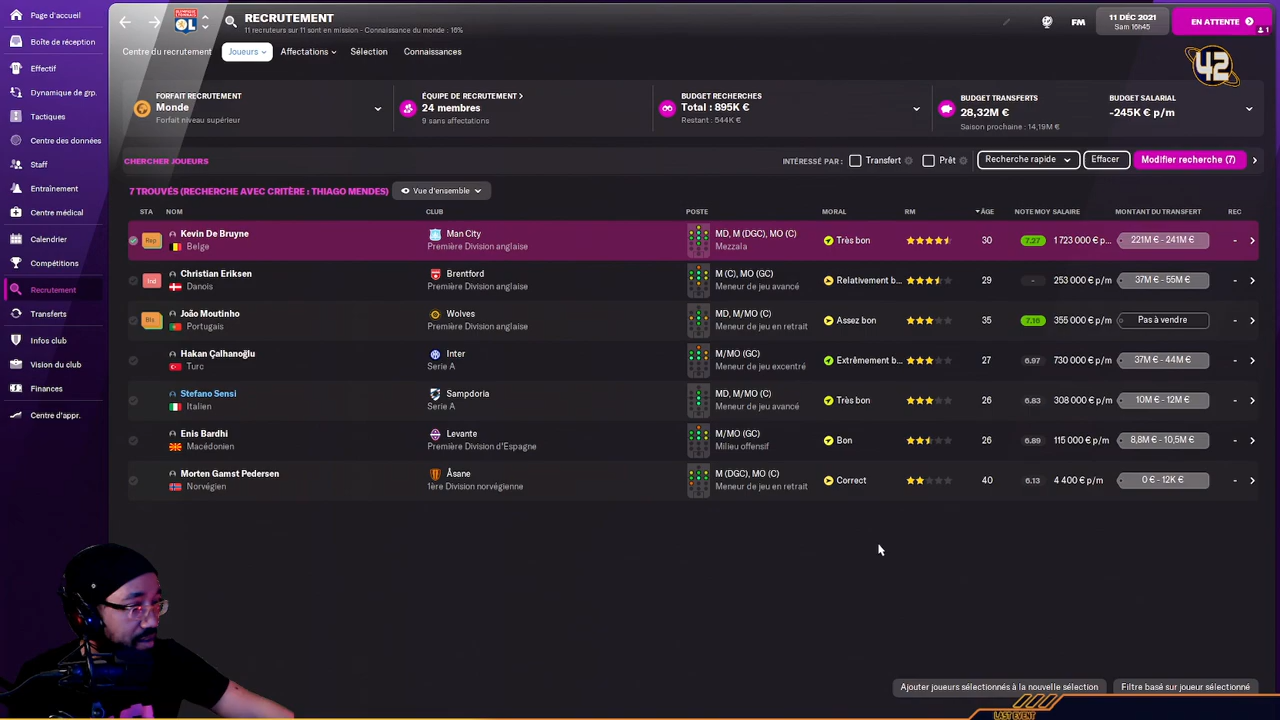 Page d'accueil
Boîte de réception
Effectif
Dynamique de grp.
Tactiques
Centre des données
Staff
Entraînement
Centre médical
Calendrier
Compétitions
Recrutement
Transferts
Infos club
Vision du club
Finances
Centre d'appr.
OL
RECRUTEMENT
11 recruteurs sur 11 sont en mission - Connaissance du monde : 16%
FM
11 DÉC 2021
Sam 15h45
EN ATTENTE
1
Centre du recrutement
Joueurs
Affectations
Sélection
Connaissances
42
FORFAIT RECRUTEMENT
Monde
Forfait niveau supérieur
ÉQUIPE DE RECRUTEMENT >
24 membres
9 sans affectations
BUDGET RECHERCHES
Total : 895K €
Restant : 544K €
BUDGET TRANSFERTS
28,32M €
Saison prochaine : 14,19M €
BUDGET SALARIAL
-245K € p/m
CHERCHER JOUEURS
INTÉRESSÉ PAR : Transfert Prêt
Recherche rapide
Effacer
Modifier recherche (7)
7 TROUVÉS (RECHERCHE AVEC CRITÈRE : THIAGO MENDES)
Vue d'ensemble
STA NOM CLUB POSTE MORAL RM ÂGE NOTE MOY SALAIRE MONTANT DU TRANSFERT REC
Rep Kevin De Bruyne Man City MD, M (DGC), MO (C) Très bon 30 7.27 1 723 000 € p... 221M € - 241M € -
Belge Première Division anglaise Mezzala
Ind Christian Eriksen Brentford M (C), MO (GC) Relativement b... 29 - 253 000 € p/m 37M € - 55M € -
Danois Première Division anglaise Meneur de jeu avancé
Bls João Moutinho Wolves MD, M/MO (C) Assez bon 35 7.10 355 000 € p/m Pas à vendre -
Portugais Première Division anglaise Meneur de jeu en retrait
Hakan Çalhanoğlu Inter M/MO (GC) Extrêmement b... 27 6.97 730 000 € p/m 37M € - 44M € -
Turc Serie A Meneur de jeu excentré
Stefano Sensi Sampdoria MD, M/MO (C) Très bon 26 6.83 308 000 € p/m 10M € - 12M € -
Italien Serie A Meneur de jeu avancé
Enis Bardhi Levante M/MO (GC) Bon 26 6.89 115 000 € p/m 8,8M € - 10,5M € -
Macédonien Première Division d'Espagne Milieu offensif
Morten Gamst Pedersen Åsane M (DGC), MO (C) Correct 40 6.13 4 400 € p/m 0 € - 12K € -
Norvégien 1ère Division norvégienne Meneur de jeu en retrait
Ajouter joueurs sélectionnés à la nouvelle sélection
Filtre basé sur joueur sélectionné
LAST EVENT